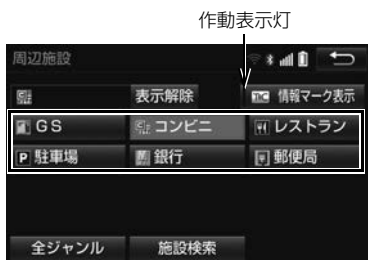 作動表示灯
周辺施設
表示解除 TIC 情報マーク表示
GS コンビニ レストラン
P 駐車場 銀行 郵便局
全ジャンル 施設検索